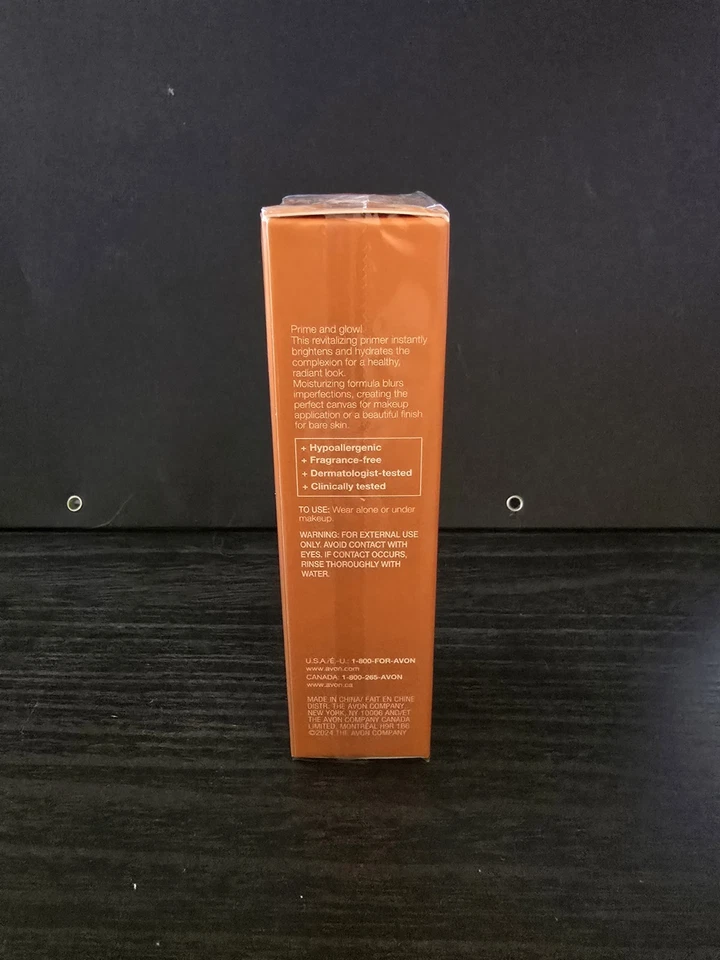 Prime and glow!
This revitalizing primer instantly
brightens and hydrates the
complexion for a healthy,
radiant look.
Moisturizing formula blurs
imperfections, creating the
perfect canvas for makeup
application or a beautiful finish
for bare skin.
+ Hypoallergenic
+ Fragrance-free
+ Dermatologist-tested
+ Clinically tested
TO USE: Wear alone or under
makeup.
WARNING: FOR EXTERNAL USE
ONLY. AVOID CONTACT WITH
EYES. IF CONTACT OCCURS,
RINSE THOROUGHLY WITH
WATER.
U.S.A./É.-U.: 1-800-FOR-AVON
www.avon.com
CANADA: 1-800-265-AVON
www.avon.ca
MADE IN CHINA/ FAIT EN CHINE
DISTR. THE AVON COMPANY
NEW YORK, NY 10006 AND/ET
THE AVON COMPANY CANADA
LIMITED, MONTRÉAL H9R 1B6
©2024 THE AVON COMPANY